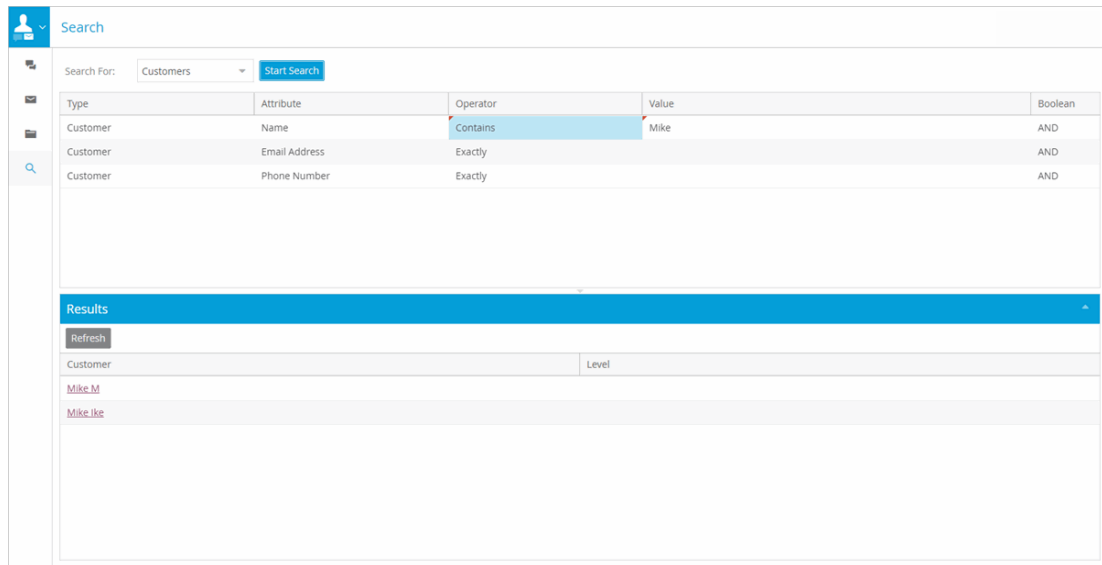 Search
Search For: Customers Start Search
Type Attribute Operator Value Boolean
Customer Name Contains Mike AND
Customer Email Address Exactly AND
Customer Phone Number Exactly AND
Results
Refresh
Customer Level
Mike M
Mike Ike